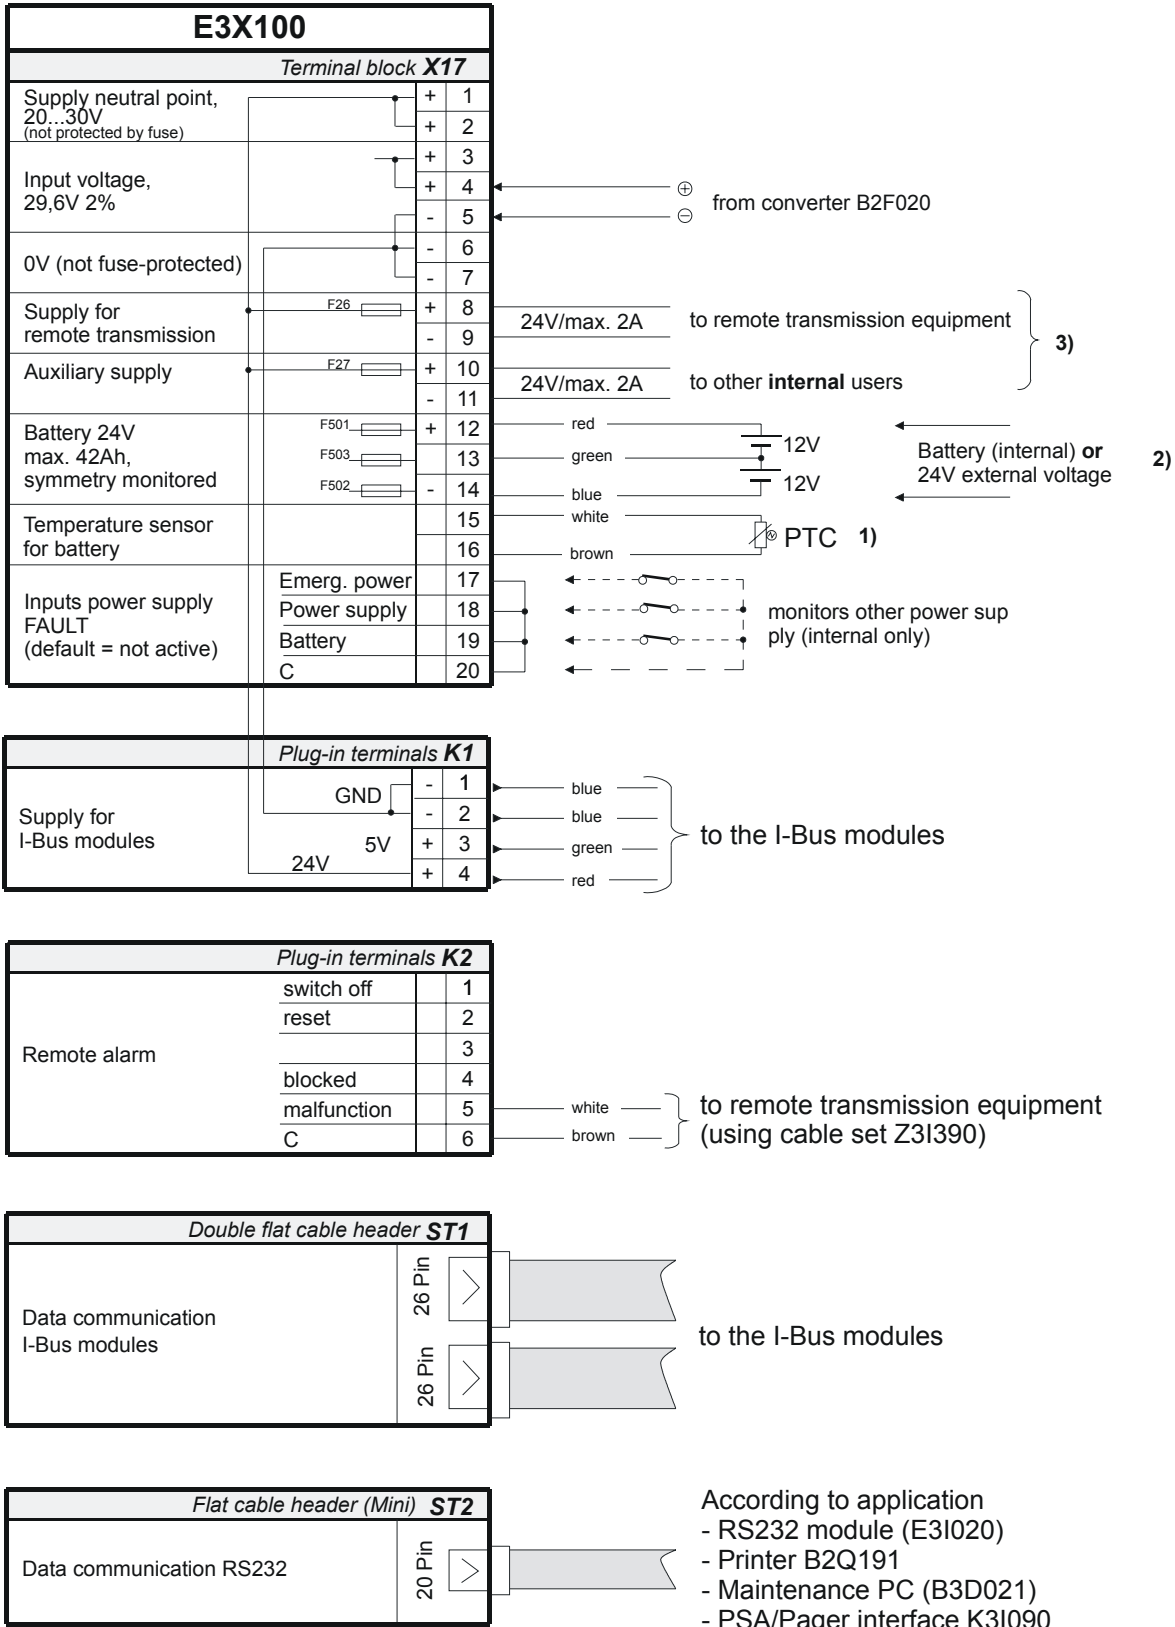 E3X100
Terminal block X17
Supply neutral point,
20...30V
(not protected by fuse)
+ 1
+ 2
Input voltage,
29,6V 2%
+ 3
+ 4
- 5
⊕
⊖
from converter B2F020
0V (not fuse-protected)
- 6
- 7
Supply for
remote transmission
F26
+ 8
- 9
24V/max. 2A
to remote transmission equipment
3)
Auxiliary supply
F27
+ 10
- 11
24V/max. 2A
to other internal users
Battery 24V
max. 42Ah,
symmetry monitored
F501
+ 12
red
F503
13
green
F502
- 14
blue
12V
12V
Battery (internal) or
24V external voltage
2)
Temperature sensor
for battery
15
white
16
brown
PTC 1)
Inputs power supply
FAULT
(default = not active)
Emerg. power 17
Power supply 18
Battery 19
C 20
monitors other power sup
ply (internal only)
Plug-in terminals K1
Supply for
I-Bus modules
GND
5V
24V
- 1 blue
- 2 blue
+ 3 green
+ 4 red
to the I-Bus modules
Plug-in terminals K2
Remote alarm
switch off 1
reset 2
3
blocked 4
malfunction 5 white
C 6 brown
to remote transmission equipment
(using cable set Z3I390)
Double flat cable header ST1
Data communication
I-Bus modules
26 Pin
26 Pin
to the I-Bus modules
Flat cable header (Mini) ST2
Data communication RS232
20 Pin
According to application
- RS232 module (E3I020)
- Printer B2Q191
- Maintenance PC (B3D021)
- PSA/Pager interface K3I090